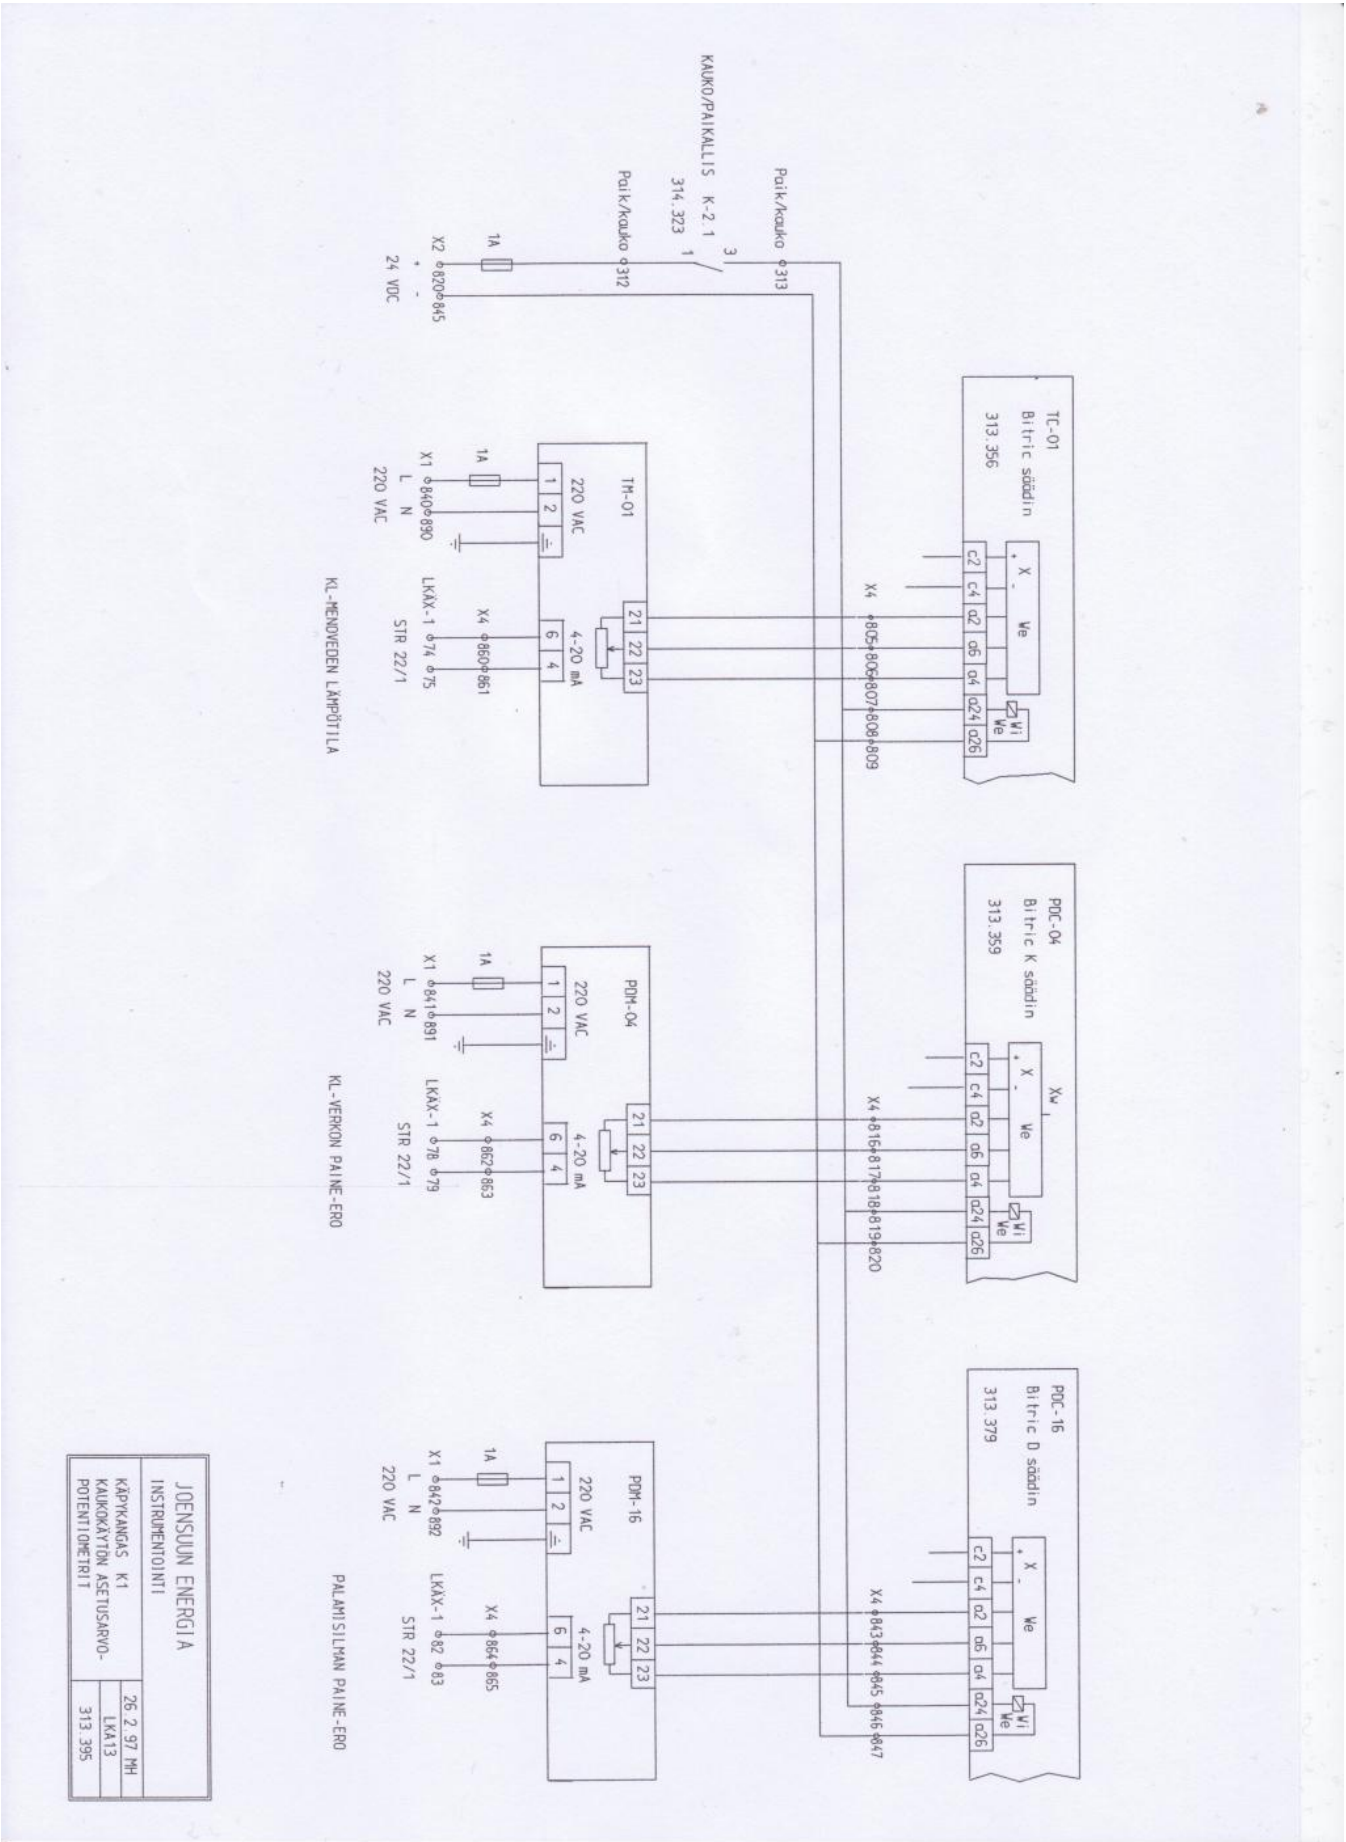 KAUKO/PAIKALLIS K-2.1
314.323
Paik/kauko 313
3
1
Paik/kauko 312
1A
X2 820 845
+ -
24 VDC
TC-01
Bitric säädin
313.356
+ X - We
Wi
We
c2 c4 a2 a6 a4 a24 a26
X4 805 806 807 808 809
TM-01
21 22 23
220 VAC
4-20 mA
1 2
6 4
1A
X1 840 890
L N
220 VAC
X4 860 861
LKÄX-1 74 75
STR 22/1
KL-MENOVEDEN LÄMPÖTILA
PDC-04
Bitric K säädin
313.359
Xw
+ X - We
Wi
We
c2 c4 a2 a6 a4 a24 a26
X4 816 817 818 819 820
PDM-04
21 22 23
220 VAC
4-20 mA
1 2
6 4
1A
X1 841 891
L N
220 VAC
X4 862 863
LKÄX-1 78 79
STR 22/1
KL-VERKON PAINE-ERO
PDC-16
Bitric D säädin
313.379
+ X - We
Wi
We
c2 c4 a2 a6 a4 a24 a26
X4 843 844 845 846 847
PDM-16
21 22 23
220 VAC
4-20 mA
1 2
6 4
1A
X1 842 892
L N
220 VAC
X4 864 865
LKÄX-1 82 83
STR 22/1
PALAMISILMAN PAINE-ERO
JOENSUUN ENERGIA
INSTRUMENTOINTI
KÄPYKANGAS K1
KAUKOKÄYTÖN ASETUSARVO-
POTENTIOMETRIT
26 2.97 MH
LKA13
313.395